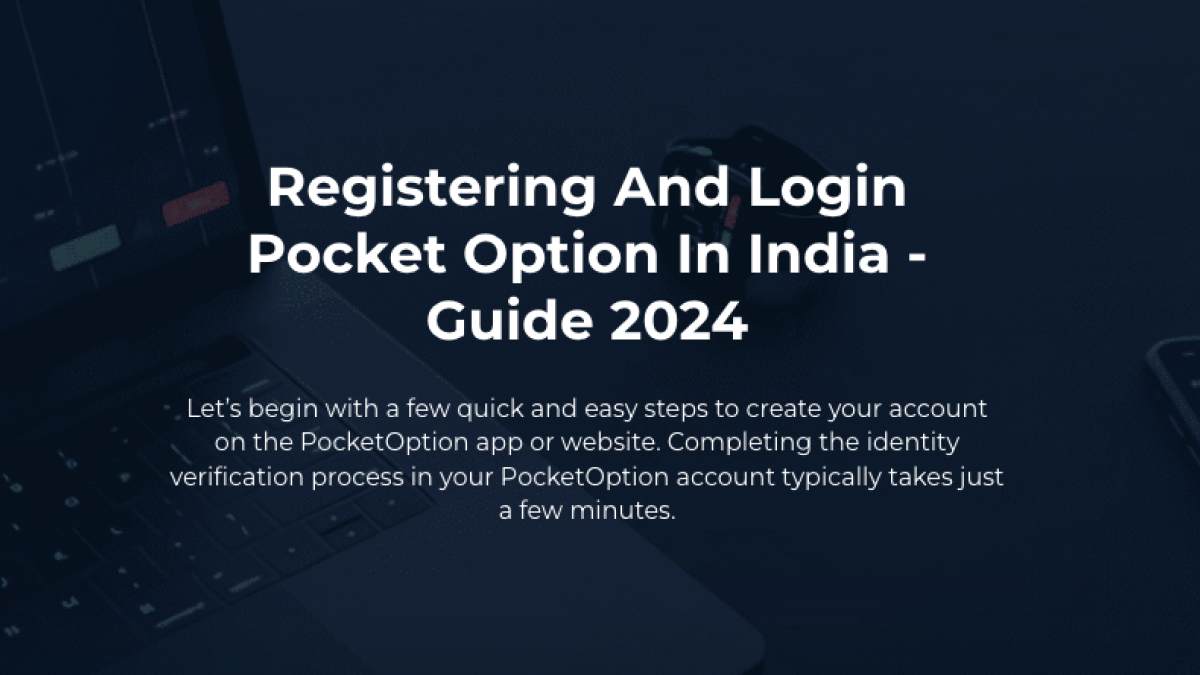 Registering And Login
Pocket Option In India -
Guide 2024
Let’s begin with a few quick and easy steps to create your account
on the PocketOption app or website. Completing the identity
verification process in your PocketOption account typically takes just
a few minutes.